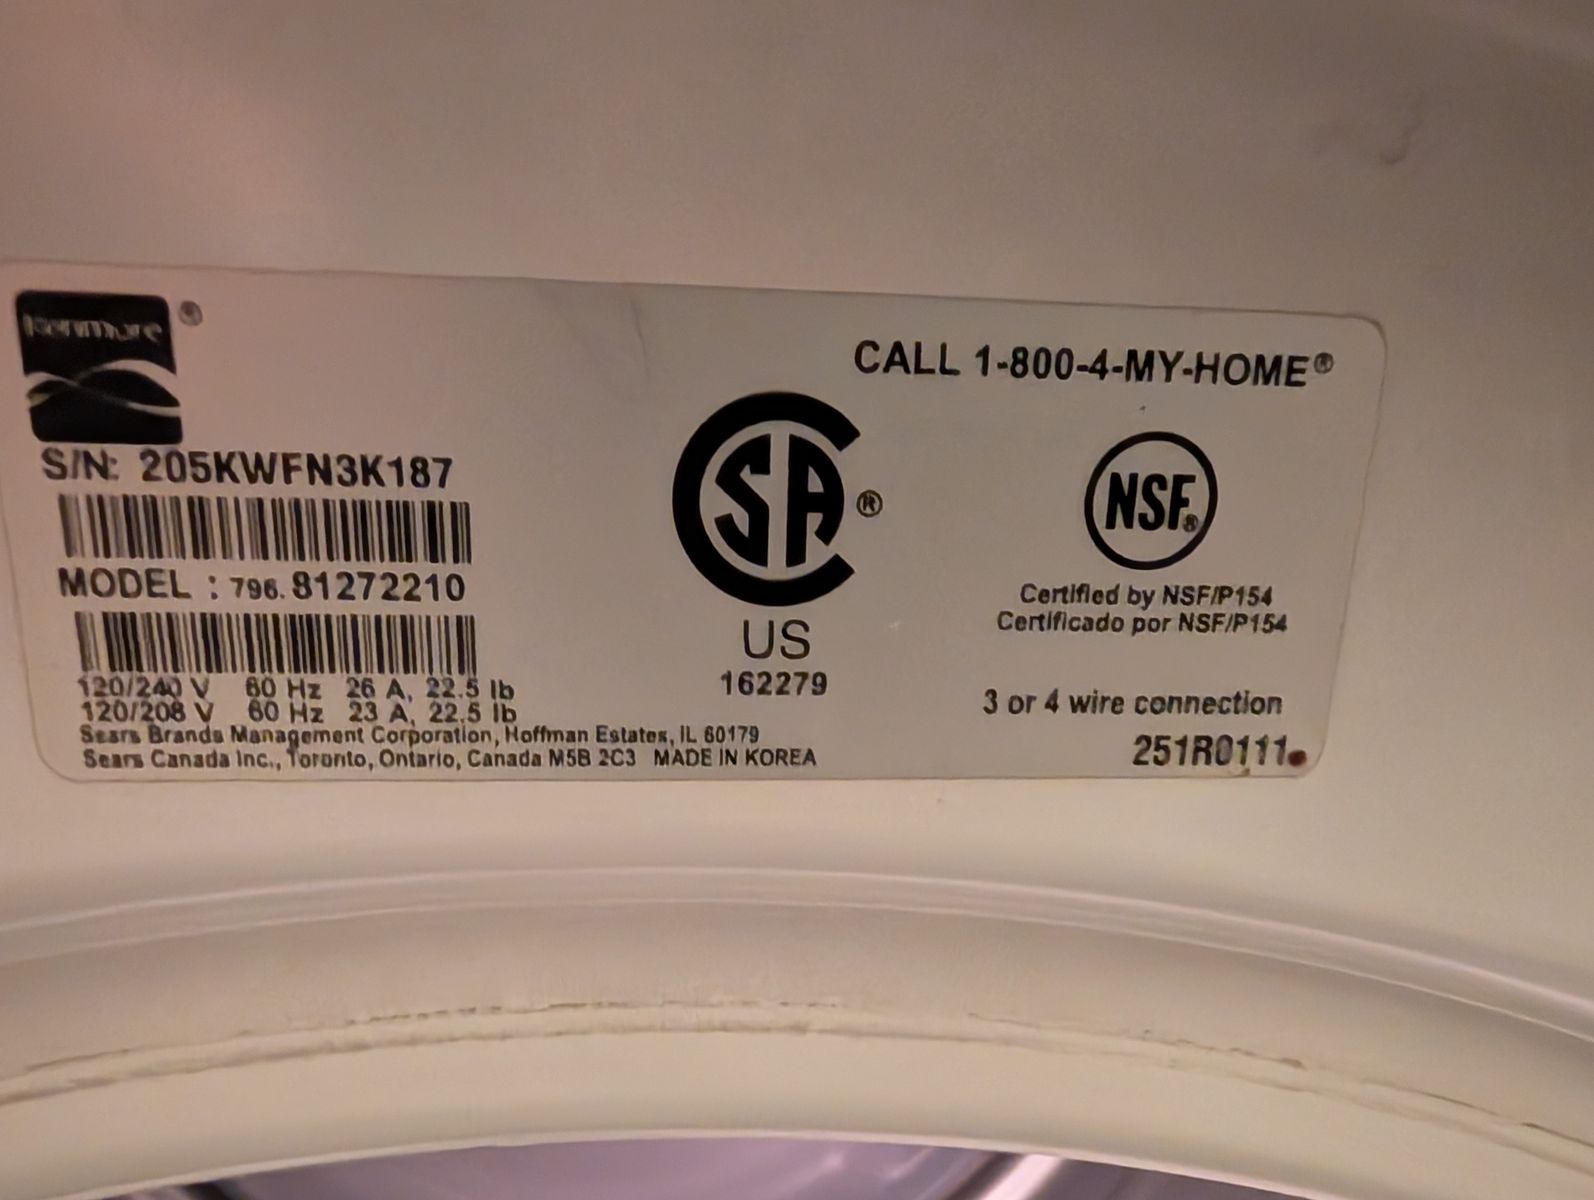 Kenmore ®
CALL 1-800-4-MY-HOME®
S/N: 205KWFN3K187
MODEL : 796.81272210
120/240 V 60 Hz 26 A, 22.5 lb
120/208 V 60 Hz 23 A, 22.5 lb
Sears Brands Management Corporation, Hoffman Estates, IL 60179
Sears Canada Inc., Toronto, Ontario, Canada M5B 2C3 MADE IN KOREA
CSA®
US
162279
NSF®
Certified by NSF/P154
Certificado por NSF/P154
3 or 4 wire connection
251R0111